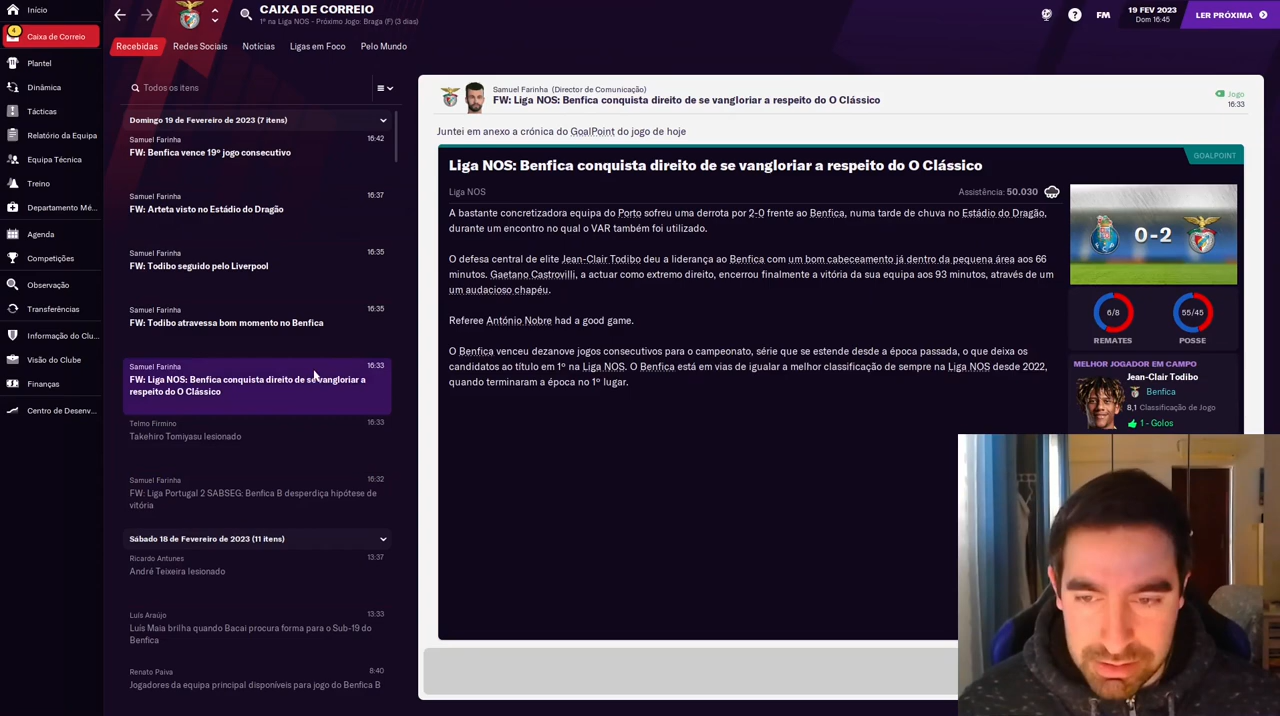 Início
CAIXA DE CORREIO
1º na Liga NOS - Próximo Jogo: Braga (F) (3 dias)
FM
19 FEV 2023
Dom 16:45
LER PRÓXIMA
4
Caixa de Correio
Plantel
Dinâmica
Tácticas
Relatório da Equipa
Equipa Técnica
Treino
Departamento Mé...
Agenda
Competições
Observação
Transferências
Informação do Clu...
Visão do Clube
Finanças
Centro de Desenv...
Recebidas
Redes Sociais
Notícias
Ligas em Foco
Pelo Mundo
Todos os itens
Domingo 19 de Fevereiro de 2023 (7 itens)
Samuel Farinha 16:42
FW: Benfica vence 19º jogo consecutivo
Samuel Farinha 16:37
FW: Arteta visto no Estádio do Dragão
Samuel Farinha 16:35
FW: Todibo seguido pelo Liverpool
Samuel Farinha 16:35
FW: Todibo atravessa bom momento no Benfica
Samuel Farinha 16:33
FW: Liga NOS: Benfica conquista direito de se vangloriar a
respeito do O Clássico
Telmo Firmino 16:33
Takehiro Tomiyasu lesionado
Samuel Farinha 16:32
FW: Liga Portugal 2 SABSEG: Benfica B desperdiça hipótese de
vitória
Sábado 18 de Fevereiro de 2023 (11 itens)
Ricardo Antunes 13:37
André Teixeira lesionado
Luís Araújo 13:33
Luís Maia brilha quando Bacai procura forma para o Sub-19 do
Benfica
Renato Paiva 8:40
Jogadores da equipa principal disponíveis para jogo do Benfica B
Samuel Farinha (Director de Comunicação)
FW: Liga NOS: Benfica conquista direito de se vangloriar a respeito do O Clássico
Jogo
16:33
Juntei em anexo a crónica do GoalPoint do jogo de hoje
GOALPOINT
Liga NOS: Benfica conquista direito de se vangloriar a respeito do O Clássico
Liga NOS
Assistência: 50.030
A bastante concretizadora equipa do Porto sofreu uma derrota por 2-0 frente ao Benfica, numa tarde de chuva no Estádio do Dragão,
durante um encontro no qual o VAR também foi utilizado.
O defesa central de elite Jean-Clair Todibo deu a liderança ao Benfica com um bom cabeceamento já dentro da pequena área aos 66
minutos. Gaetano Castrovilli, a actuar como extremo direito, encerrou finalmente a vitória da sua equipa aos 93 minutos, através de um
um audacioso chapéu.
Referee António Nobre had a good game.
O Benfica venceu dezanove jogos consecutivos para o campeonato, série que se estende desde a época passada, o que deixa os
candidatos ao título em 1º na Liga NOS. O Benfica está em vias de igualar a melhor classificação de sempre na Liga NOS desde 2022,
quando terminaram a época no 1º lugar.
0-2
6/8
REMATES
55/45
POSSE
MELHOR JOGADOR EM CAMPO
Jean-Clair Todibo
Benfica
8,1 Classificação de Jogo
1 - Golos